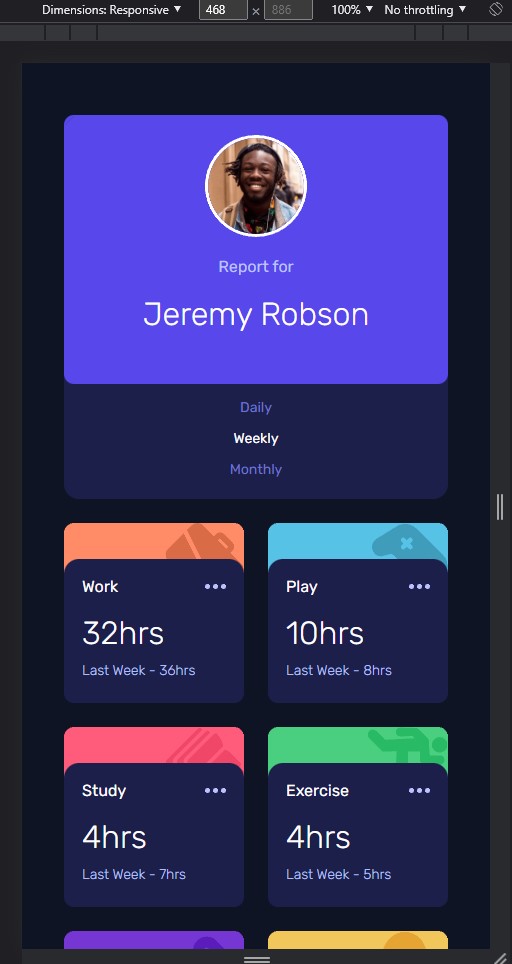 Dimensions: Responsive ▼ 468 × 886 100% ▼ No throttling ▼
Report for
Jeremy Robson
Daily
Weekly
Monthly
Work
32hrs
Last Week - 36hrs
Play
10hrs
Last Week - 8hrs
Study
4hrs
Last Week - 7hrs
Exercise
4hrs
Last Week - 5hrs